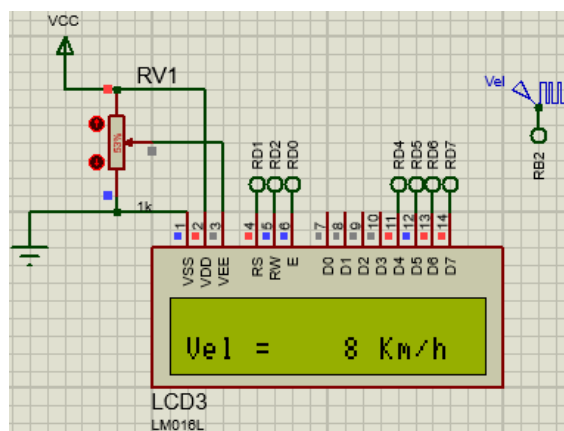 VCC
RV1
Vel
53%
RD1 RD2 RD0 RD4 RD5 RD6 RD7
RB2
1k
1 2 3 4 5 6 7 8 9 10 11 12 13 14
VSS VDD VEE RS RW E D0 D1 D2 D3 D4 D5 D6 D7
Vel = 8 Km/h
LCD3
LM016L